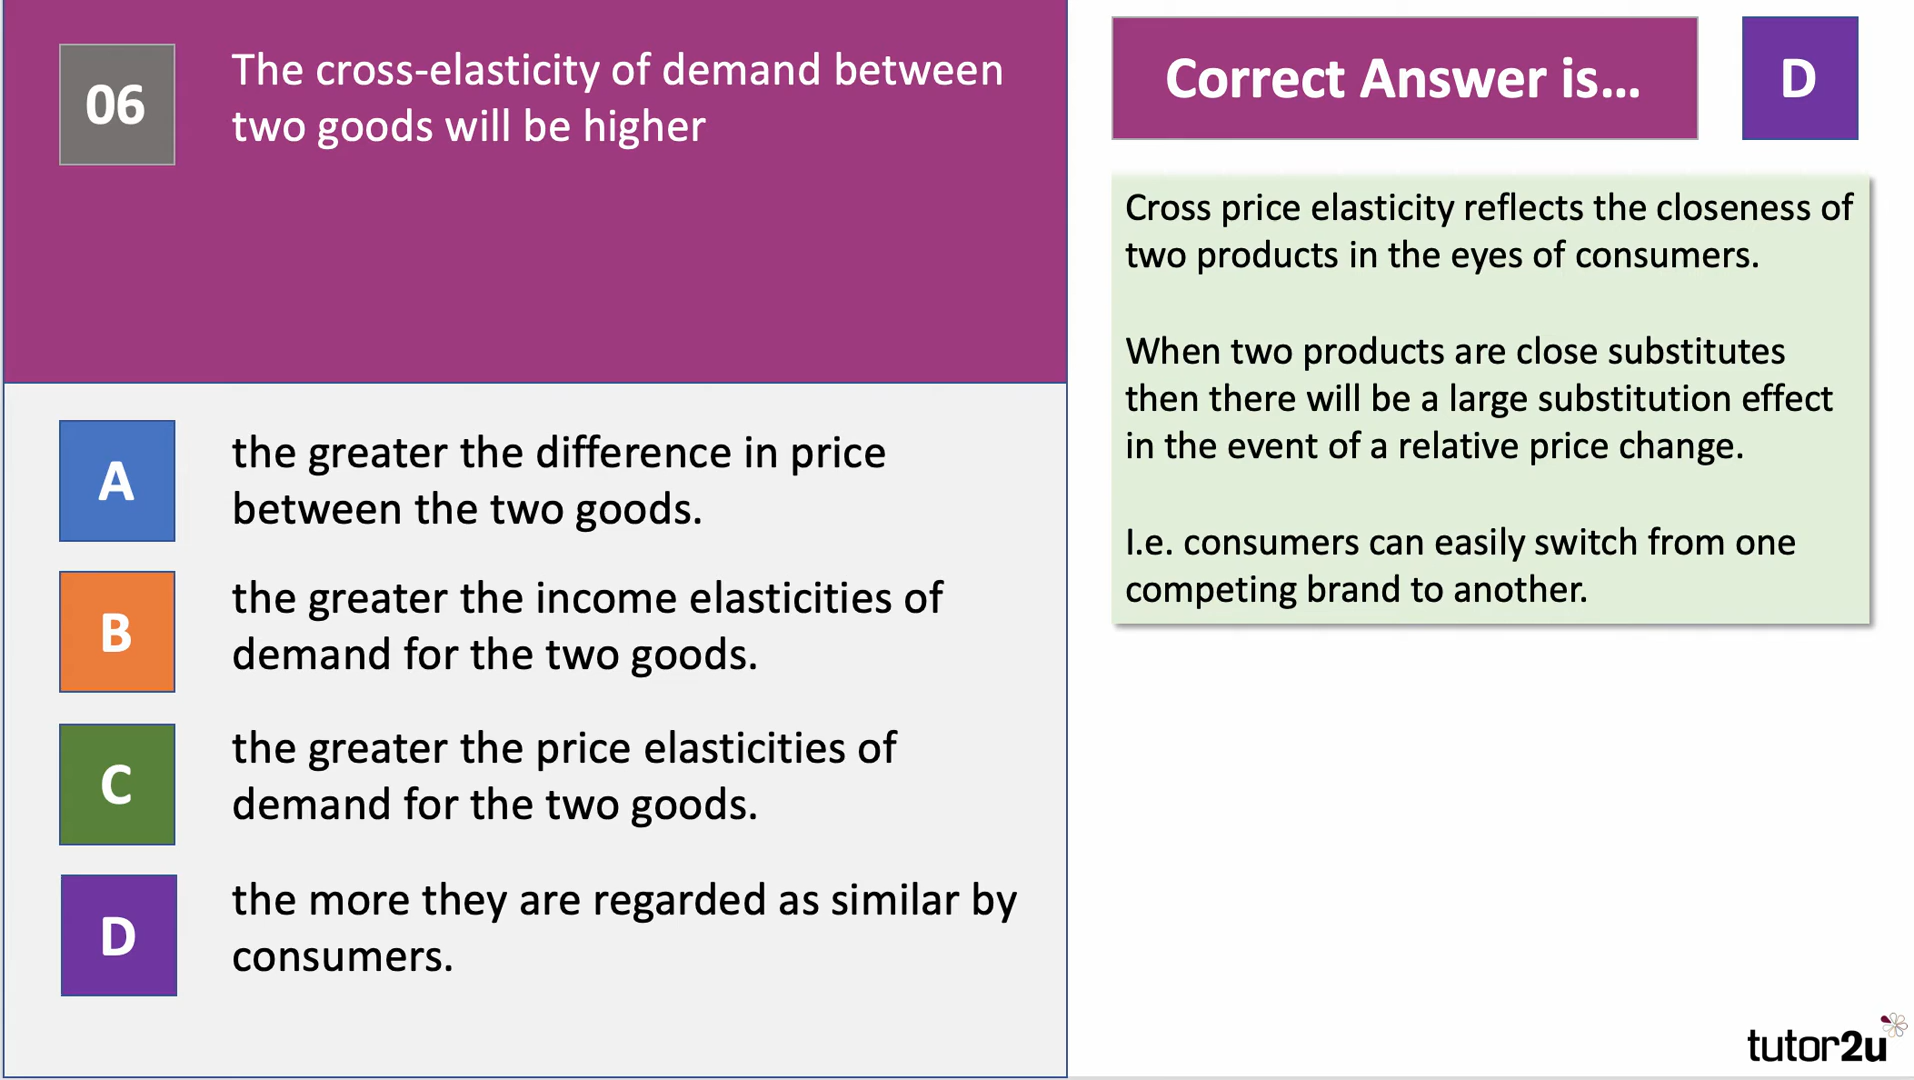 06
The cross-elasticity of demand between
two goods will be higher
A
the greater the difference in price
between the two goods.
B
the greater the income elasticities of
demand for the two goods.
C
the greater the price elasticities of
demand for the two goods.
D
the more they are regarded as similar by
consumers.
Correct Answer is...
D
Cross price elasticity reflects the closeness of
two products in the eyes of consumers.
When two products are close substitutes
then there will be a large substitution effect
in the event of a relative price change.
I.e. consumers can easily switch from one
competing brand to another.
tutor2u